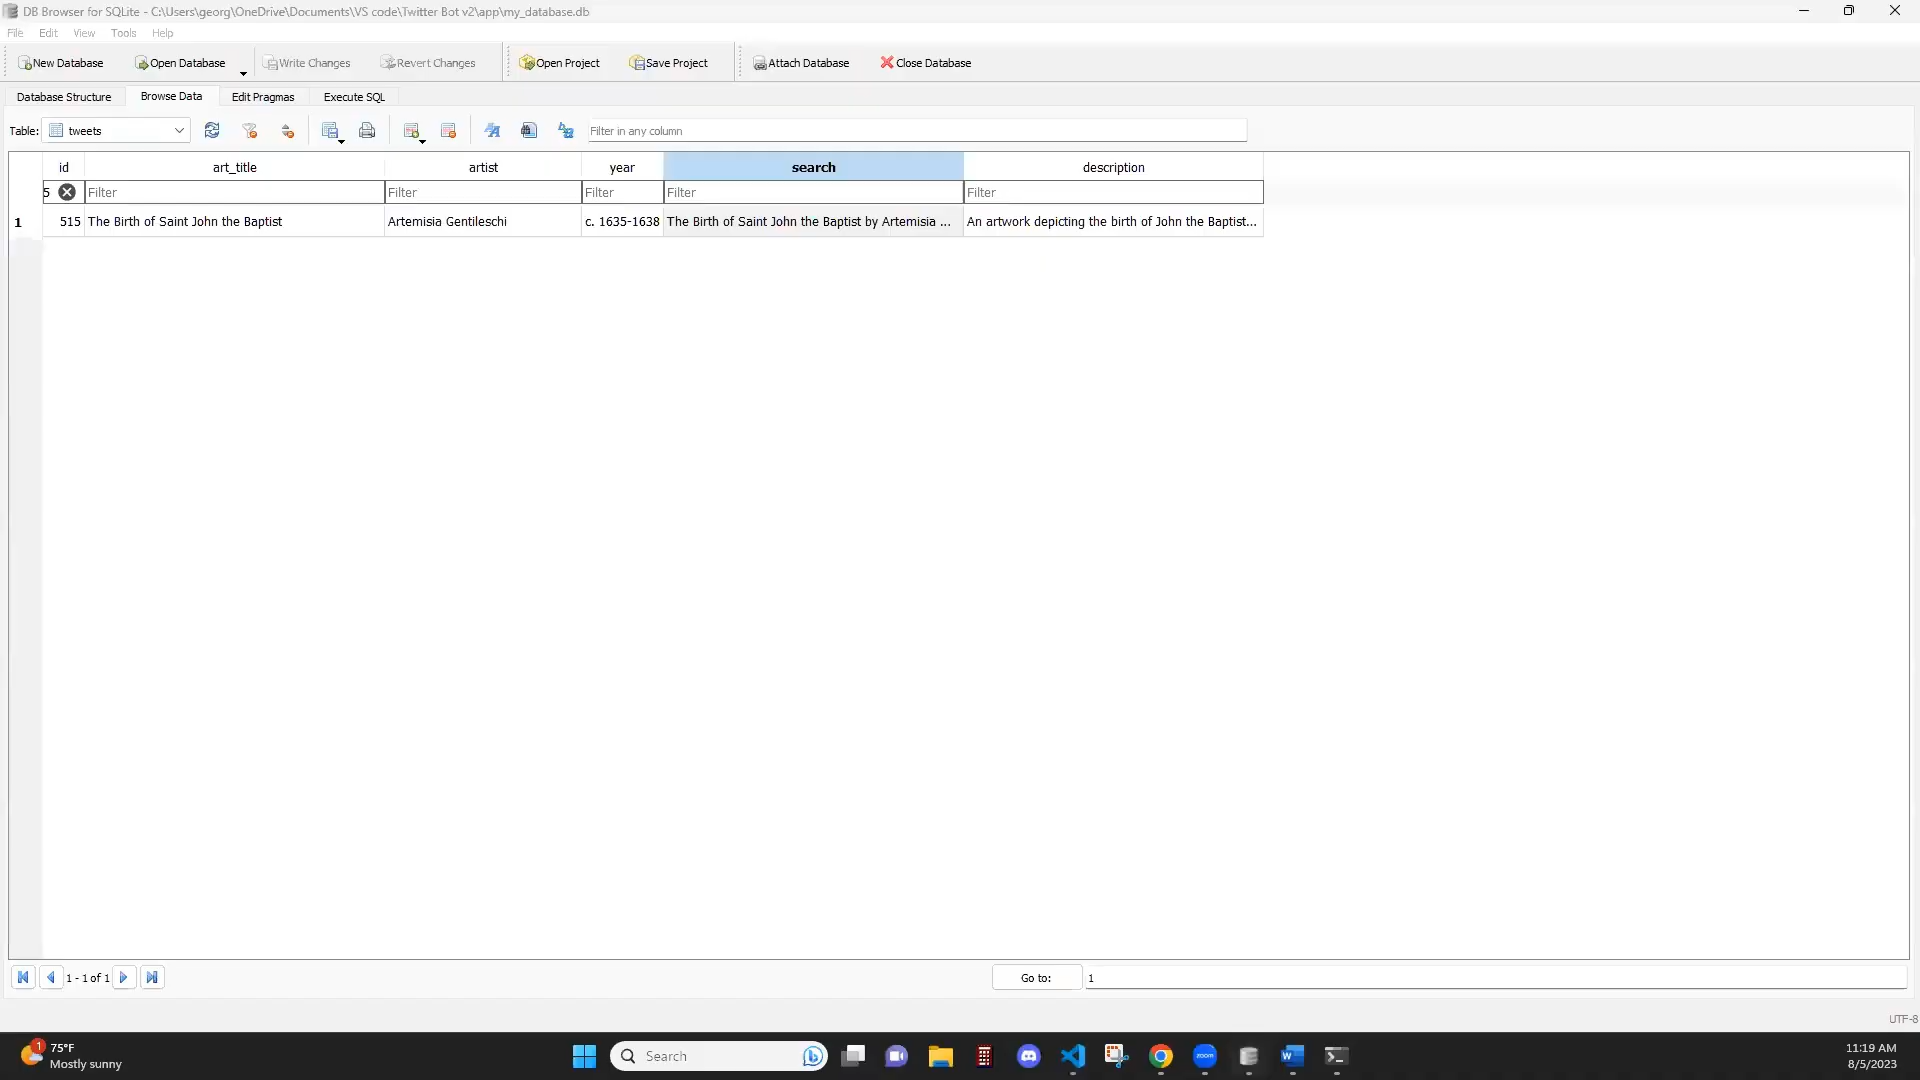 DB Browser for SQLite - C:\Users\georg\OneDrive\Documents\VS code\Twitter Bot v2\app\my_database.db
File Edit View Tools Help
New Database Open Database Write Changes Revert Changes Open Project Save Project Attach Database Close Database
Database Structure Browse Data Edit Pragmas Execute SQL
Table: tweets Filter in any column
id art_title artist year search description
5 Filter Filter Filter Filter Filter
1 515 The Birth of Saint John the Baptist Artemisia Gentileschi c. 1635-1638 The Birth of Saint John the Baptist by Artemisia ... An artwork depicting the birth of John the Baptist...
1 - 1 of 1 Go to: 1
UTF-8
1 75°F
Mostly sunny
Search
zoom
W
11:19 AM
8/5/2023